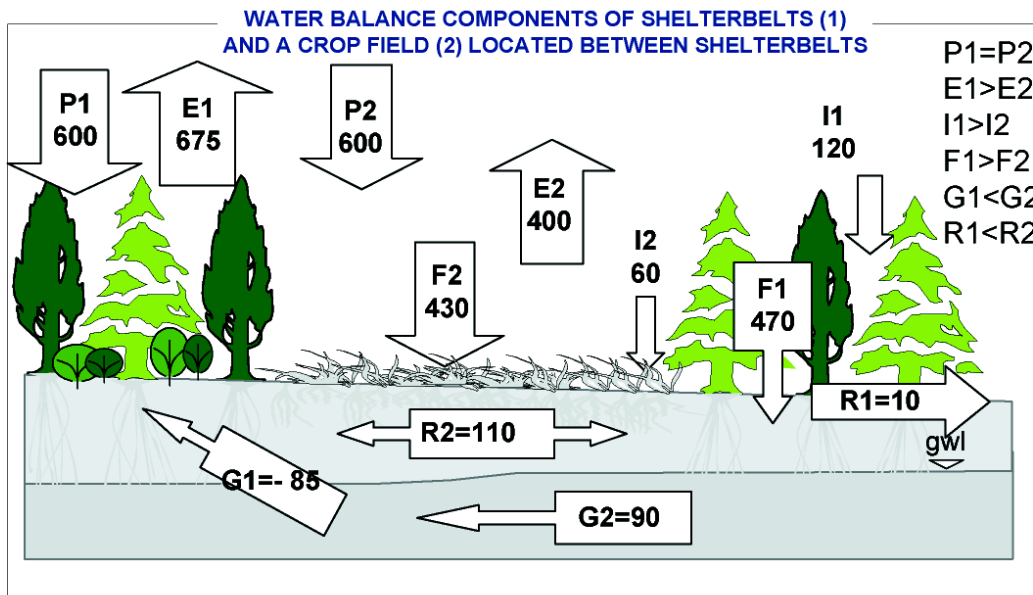 WATER BALANCE COMPONENTS OF SHELTERBELTS (1)
AND A CROP FIELD (2) LOCATED BETWEEN SHELTERBELTS
P1=P2
E1>E2
I1>I2
F1>F2
G1<G2
R1<R2
P1
600
E1
675
P2
600
E2
400
I1
120
F2
430
I2
60
F1
470
R1=10
gwl
R2=110
G1=- 85
G2=90